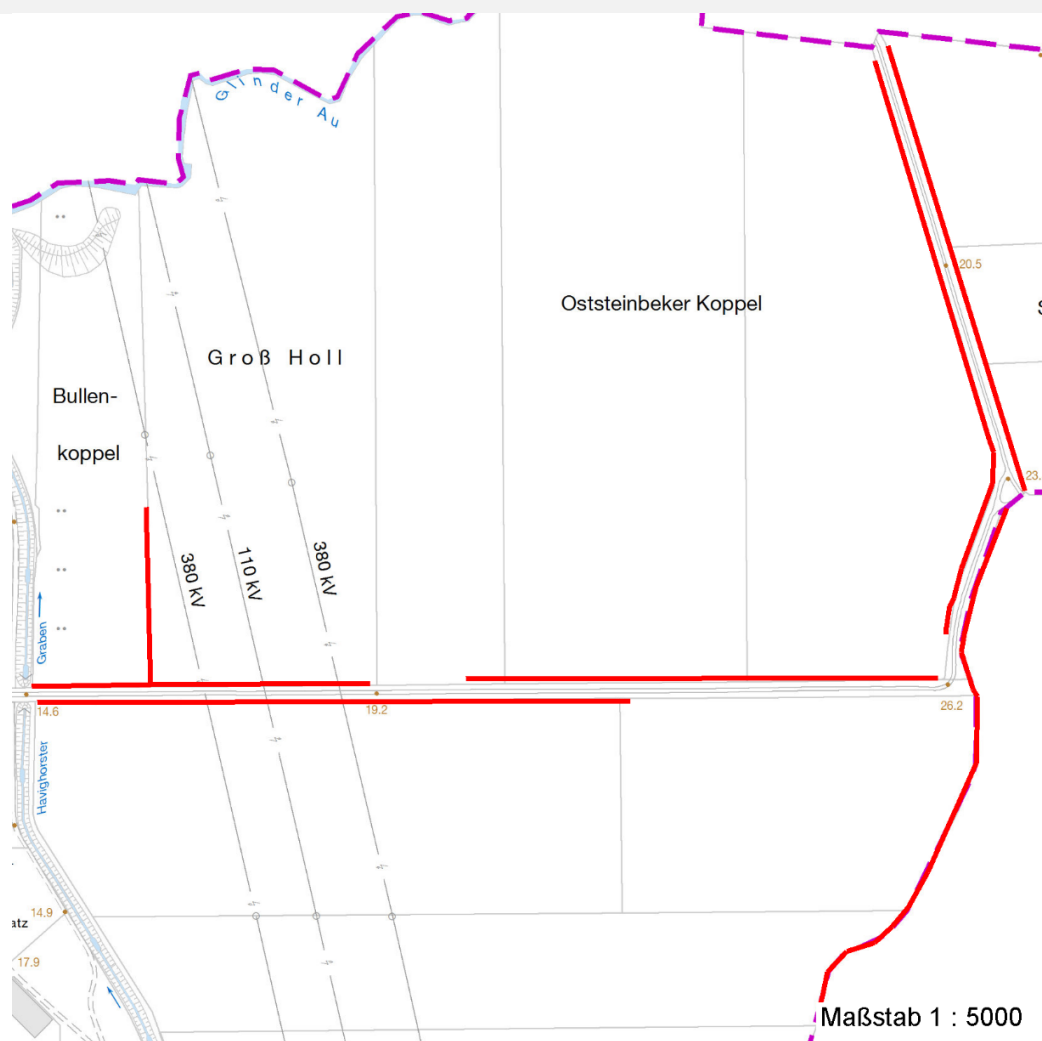 Glinder Au
20.5
Oststeinbeker Koppel
Groß Holl
Bullen-
koppel
23.
380 kV
110 kV
380 kV
Graben
14.6
19.2
26.2
Havighorster
14.9
atz
17.9
Maßstab 1 : 5000